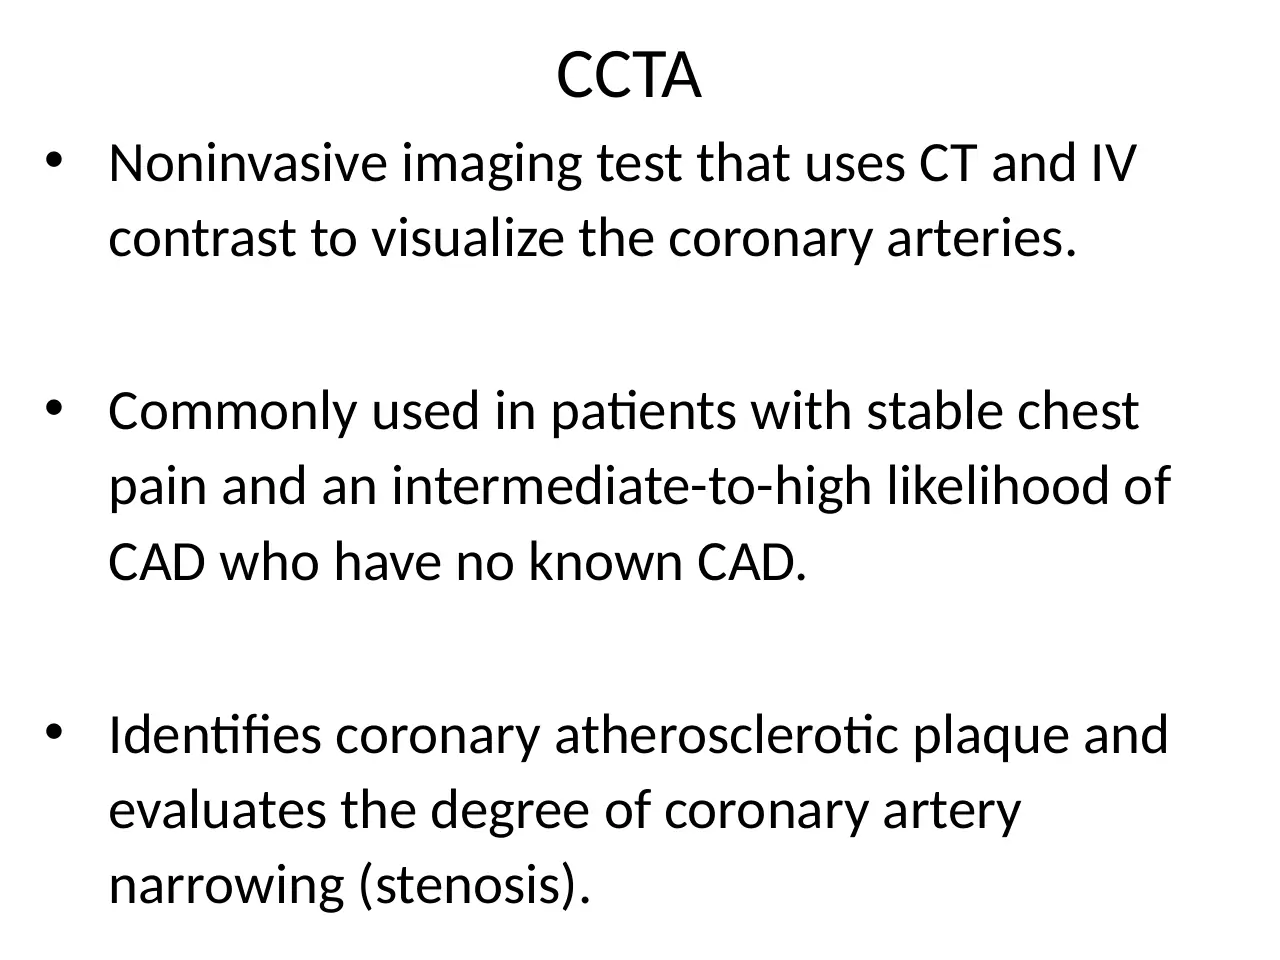 CCTA
• Noninvasive imaging test that uses CT and IV
contrast to visualize the coronary arteries.
• Commonly used in patients with stable chest
pain and an intermediate-to-high likelihood of
CAD who have no known CAD.
• Identifies coronary atherosclerotic plaque and
evaluates the degree of coronary artery
narrowing (stenosis).